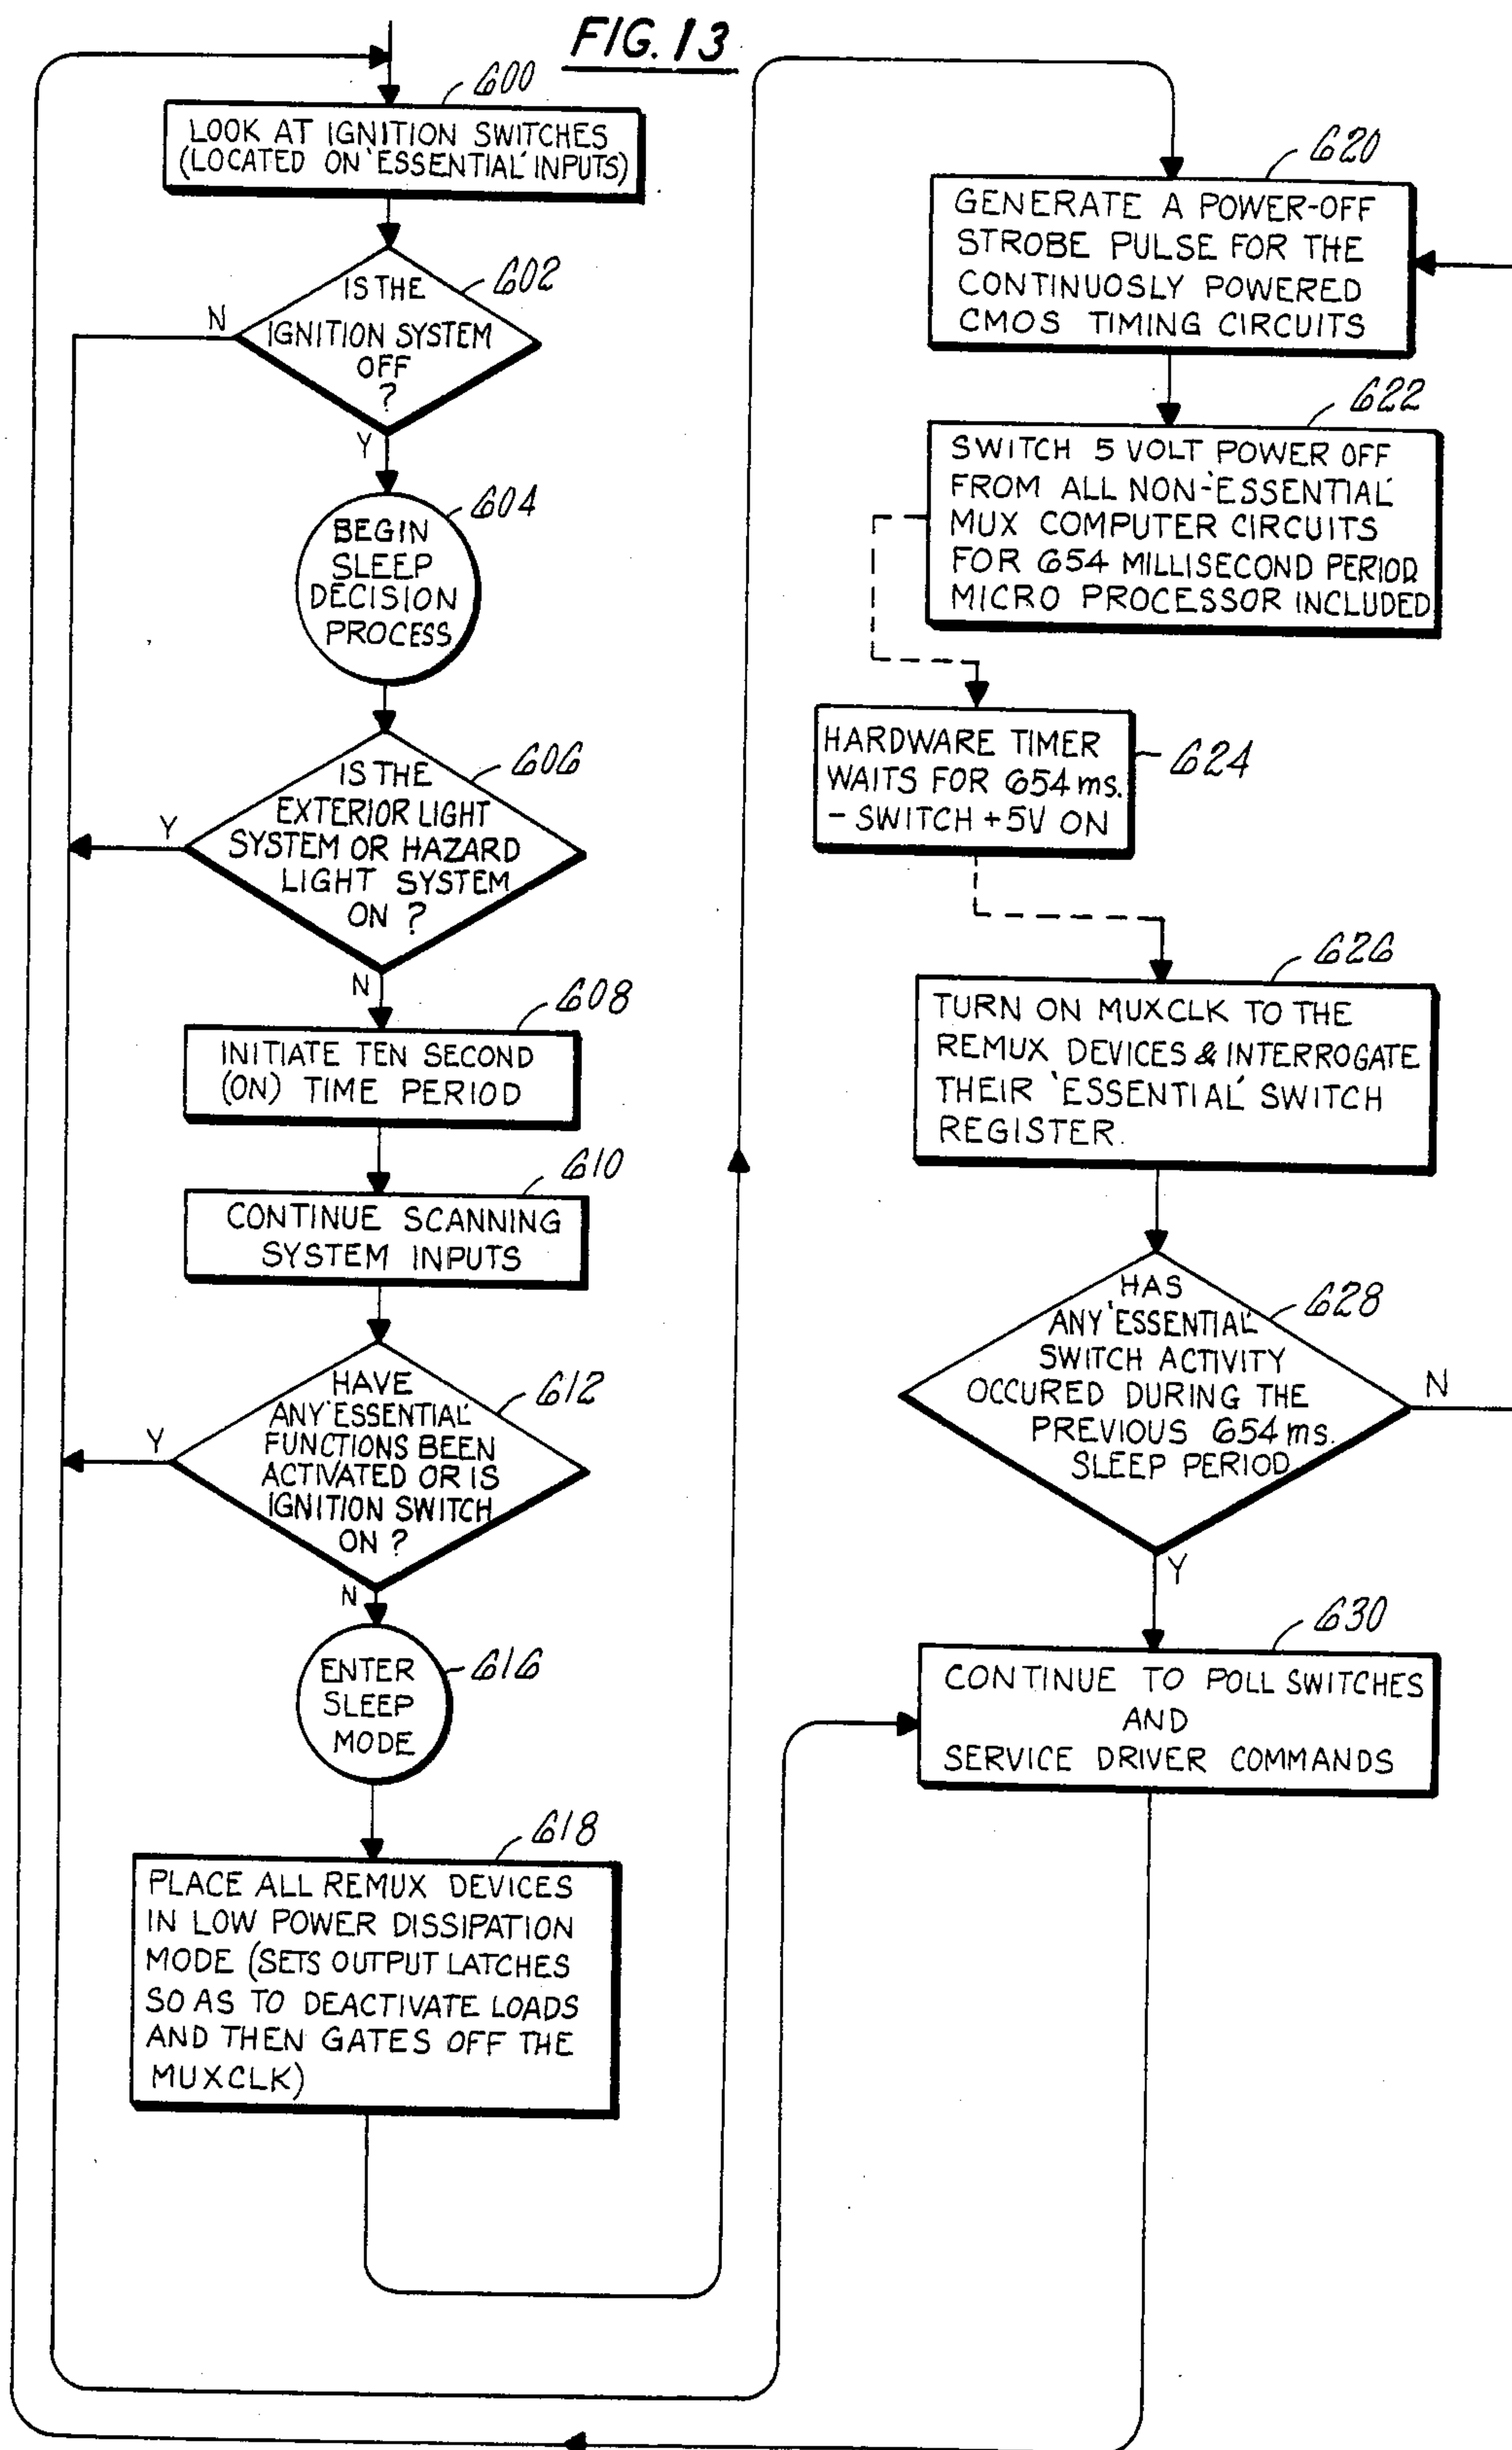 FIG. 13
600
LOOK AT IGNITION SWITCHES
(LOCATED ON 'ESSENTIAL' INPUTS)
602
IS THE
IGNITION SYSTEM
OFF
?
N
Y
604
BEGIN
SLEEP
DECISION
PROCESS
606
IS THE
EXTERIOR LIGHT
SYSTEM OR HAZARD
LIGHT SYSTEM
ON ?
Y
N
608
INITIATE TEN SECOND
(ON) TIME PERIOD
610
CONTINUE SCANNING
SYSTEM INPUTS
612
HAVE
ANY 'ESSENTIAL'
FUNCTIONS BEEN
ACTIVATED OR IS
IGNITION SWITCH
ON ?
Y
N
616
ENTER
SLEEP
MODE
618
PLACE ALL REMUX DEVICES
IN LOW POWER DISSIPATION
MODE (SETS OUTPUT LATCHES
SO AS TO DEACTIVATE LOADS
AND THEN GATES OFF THE
MUXCLK)
620
GENERATE A POWER-OFF
STROBE PULSE FOR THE
CONTINUOSLY POWERED
CMOS TIMING CIRCUITS
622
SWITCH 5 VOLT POWER OFF
FROM ALL NON-'ESSENTIAL'
MUX COMPUTER CIRCUITS
FOR 654 MILLISECOND PERIOD
MICRO PROCESSOR INCLUDED
624
HARDWARE TIMER
WAITS FOR 654 ms.
- SWITCH +5V ON
626
TURN ON MUXCLK TO THE
REMUX DEVICES & INTERROGATE
THEIR 'ESSENTIAL' SWITCH
REGISTER.
628
HAS
ANY 'ESSENTIAL'
SWITCH ACTIVITY
OCCURED DURING THE
PREVIOUS 654 ms.
SLEEP PERIOD
N
Y
630
CONTINUE TO POLL SWITCHES
AND
SERVICE DRIVER COMMANDS